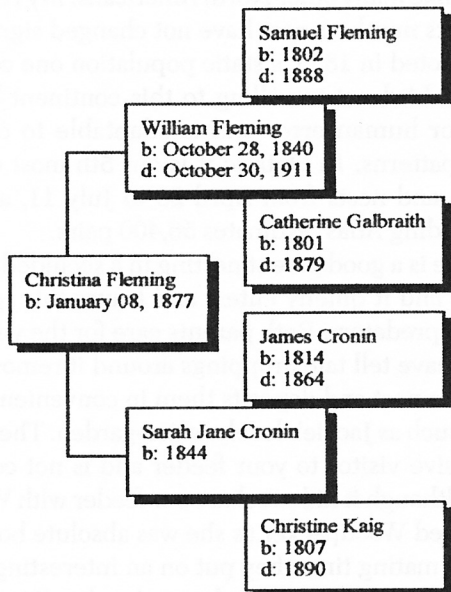 Samuel Fleming
b: 1802
d: 1888
William Fleming
b: October 28, 1840
d: October 30, 1911
Catherine Galbraith
b: 1801
d: 1879
Christina Fleming
b: January 08, 1877
James Cronin
b: 1814
d: 1864
Sarah Jane Cronin
b: 1844
Christine Kaig
b: 1807
d: 1890